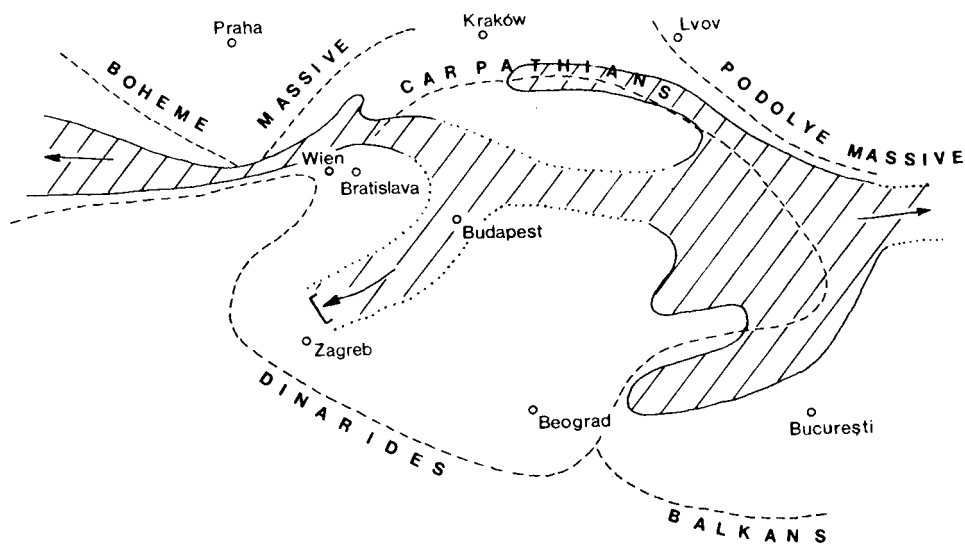 Praha
Kraków
Lvov
BOHEME
MASSIVE
CARPATHIANS
PODOLYE MASSIVE
Wien
Bratislava
Budapest
Zagreb
DINARIDES
Beograd
București
BALKANS